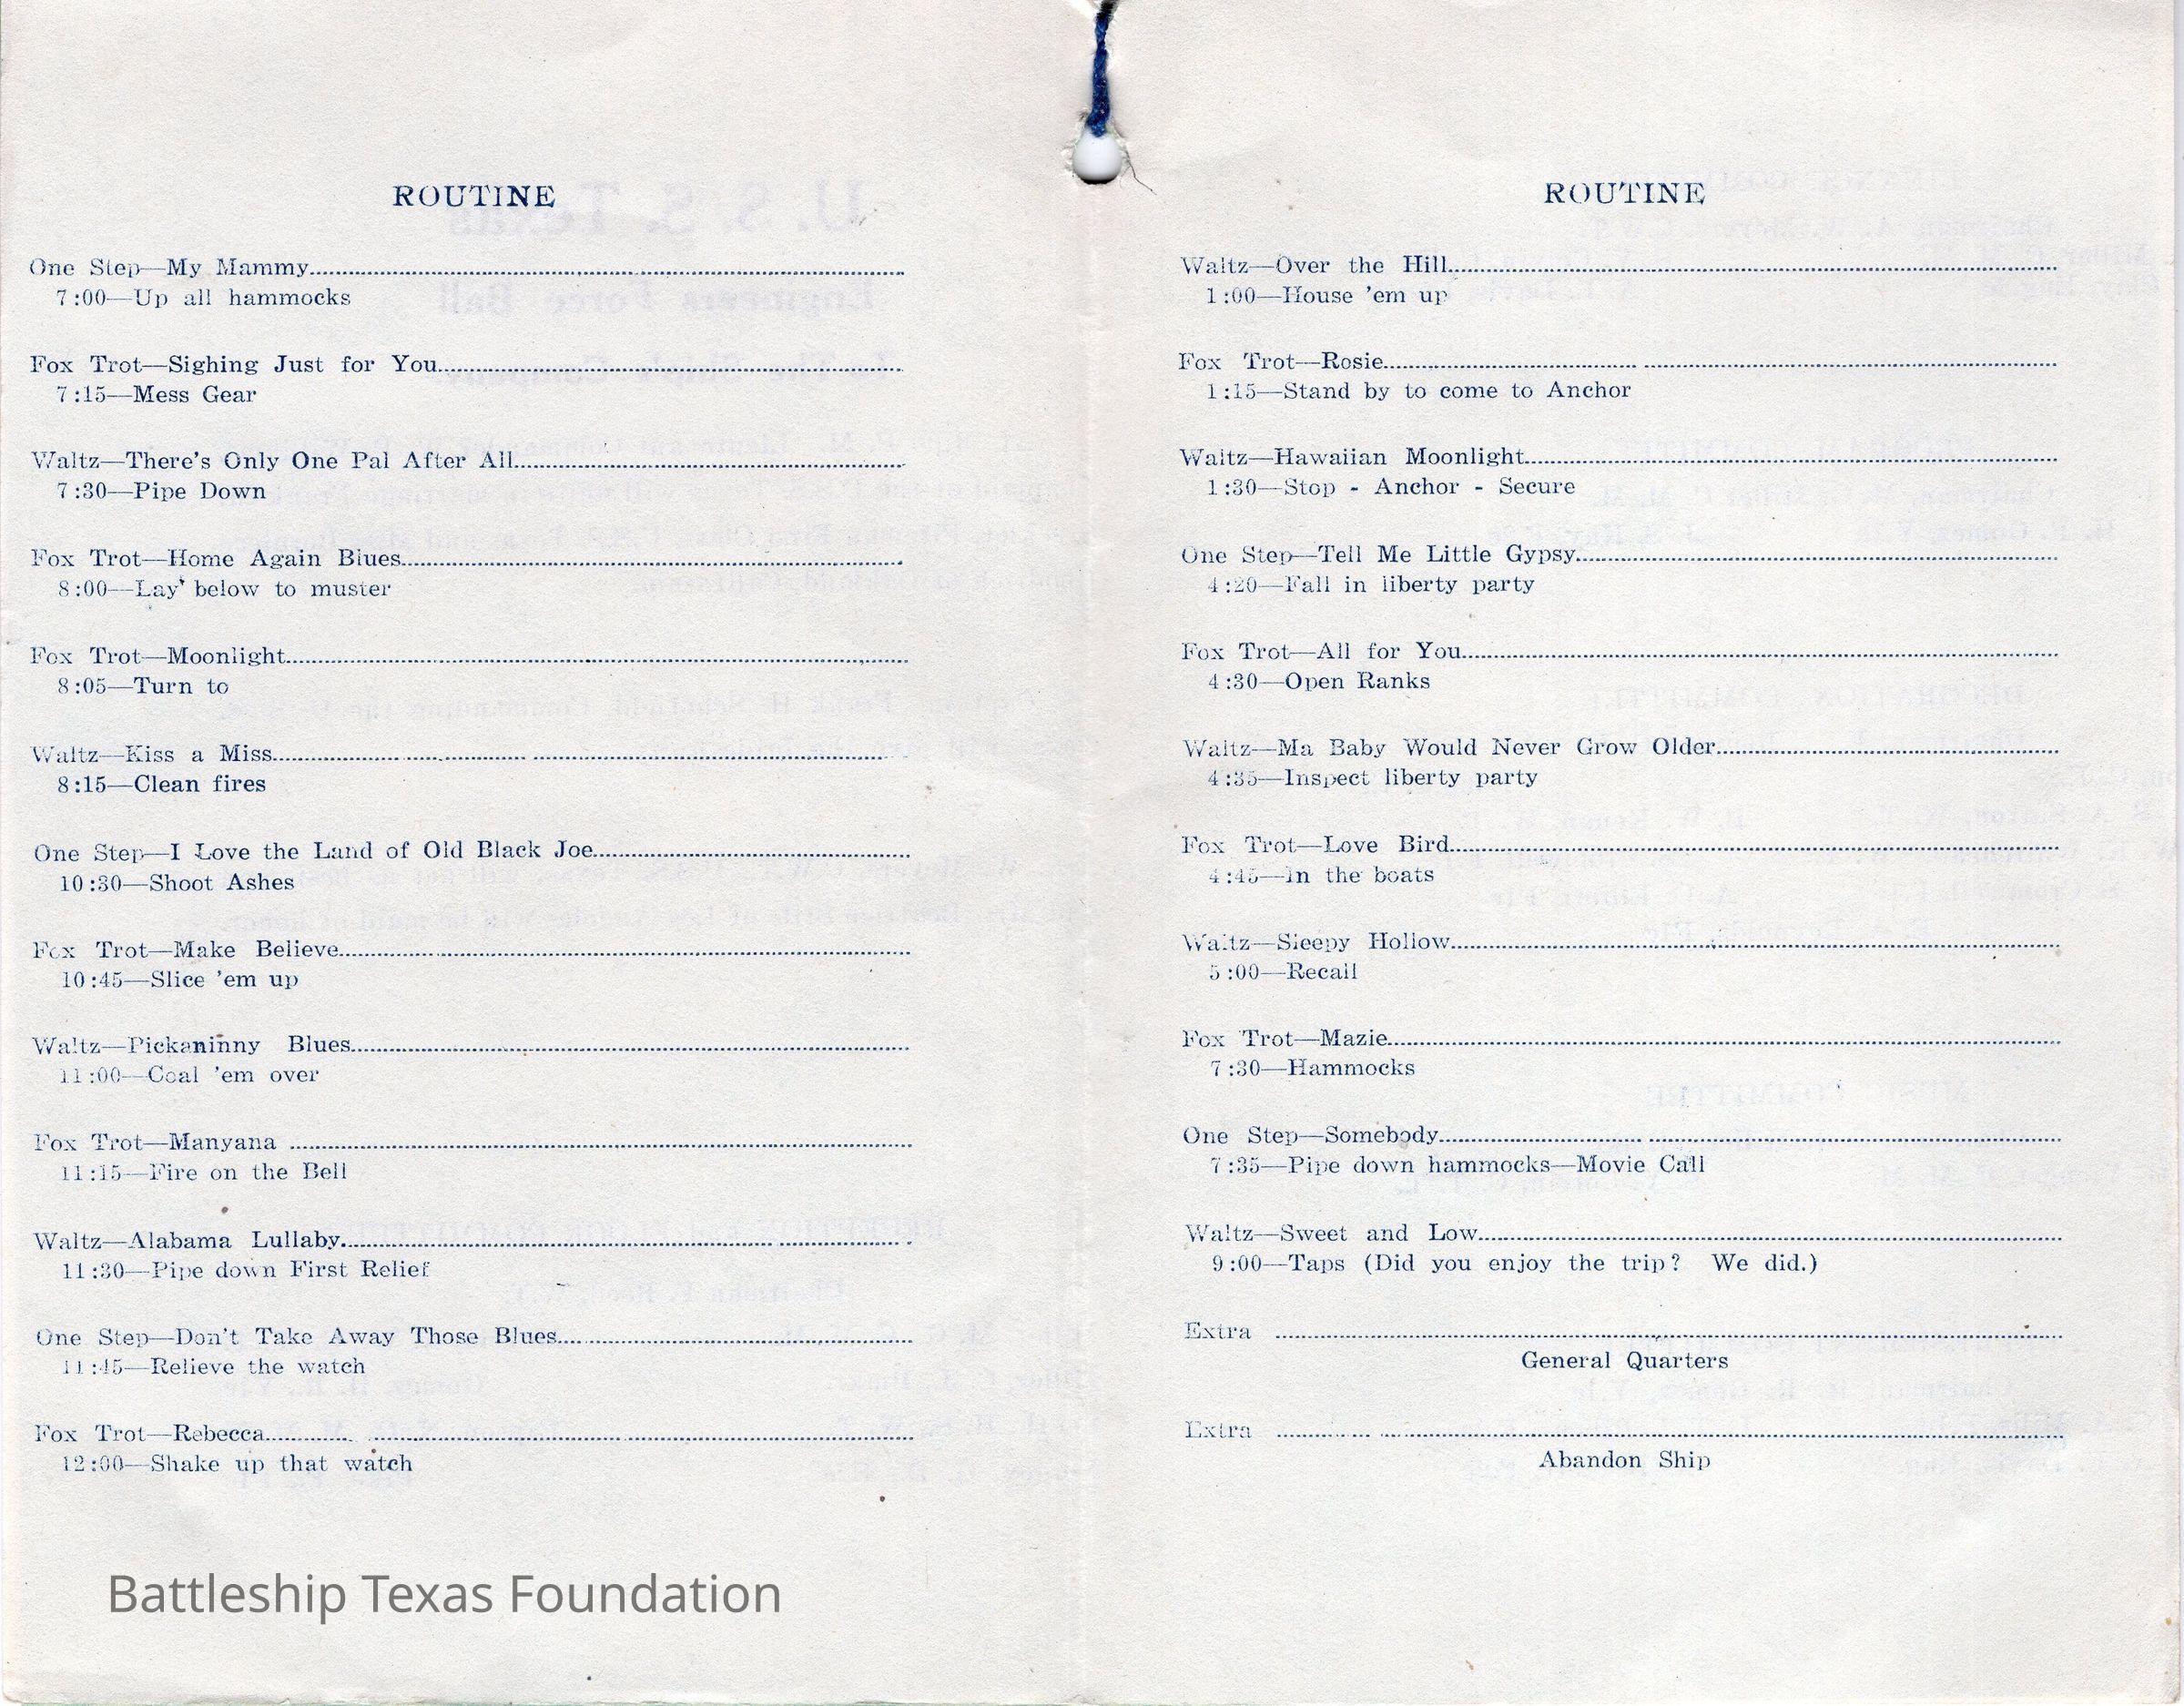 ROUTINE
One Step—My Mammy
7:00—Up all hammocks
Fox Trot—Sighing Just for You
7:15—Mess Gear
Waltz—There's Only One Pal After All
7:30—Pipe Down
Fox Trot—Home Again Blues
8:00—Lay below to muster
Fox Trot—Moonlight
8:05—Turn to
Waltz—Kiss a Miss
8:15—Clean fires
One Step—I Love the Land of Old Black Joe
10:30—Shoot Ashes
Fox Trot—Make Believe
10:45—Slice 'em up
Waltz—Pickaninny Blues
11:00—Coal 'em over
Fox Trot—Manyana
11:15—Fire on the Bell
Waltz—Alabama Lullaby
11:30—Pipe down First Relief
One Step—Don't Take Away Those Blues
11:45—Relieve the watch
Fox Trot—Rebecca
12:00—Shake up that watch
Battleship Texas Foundation
ROUTINE
Waltz—Over the Hill
1:00—House 'em up
Fox Trot—Rosie
1:15—Stand by to come to Anchor
Waltz—Hawaiian Moonlight
1:30—Stop - Anchor - Secure
One Step—Tell Me Little Gypsy
4:20—Fall in liberty party
Fox Trot—All for You
4:30—Open Ranks
Waltz—Ma Baby Would Never Grow Older
4:35—Inspect liberty party
Fox Trot—Love Bird
4:45—In the boats
Waltz—Sleepy Hollow
5:00—Recall
Fox Trot—Mazie
7:30—Hammocks
One Step—Somebody
7:35—Pipe down hammocks—Movie Call
Waltz—Sweet and Low
9:00—Taps (Did you enjoy the trip? We did.)
Extra
General Quarters
Extra
Abandon Ship